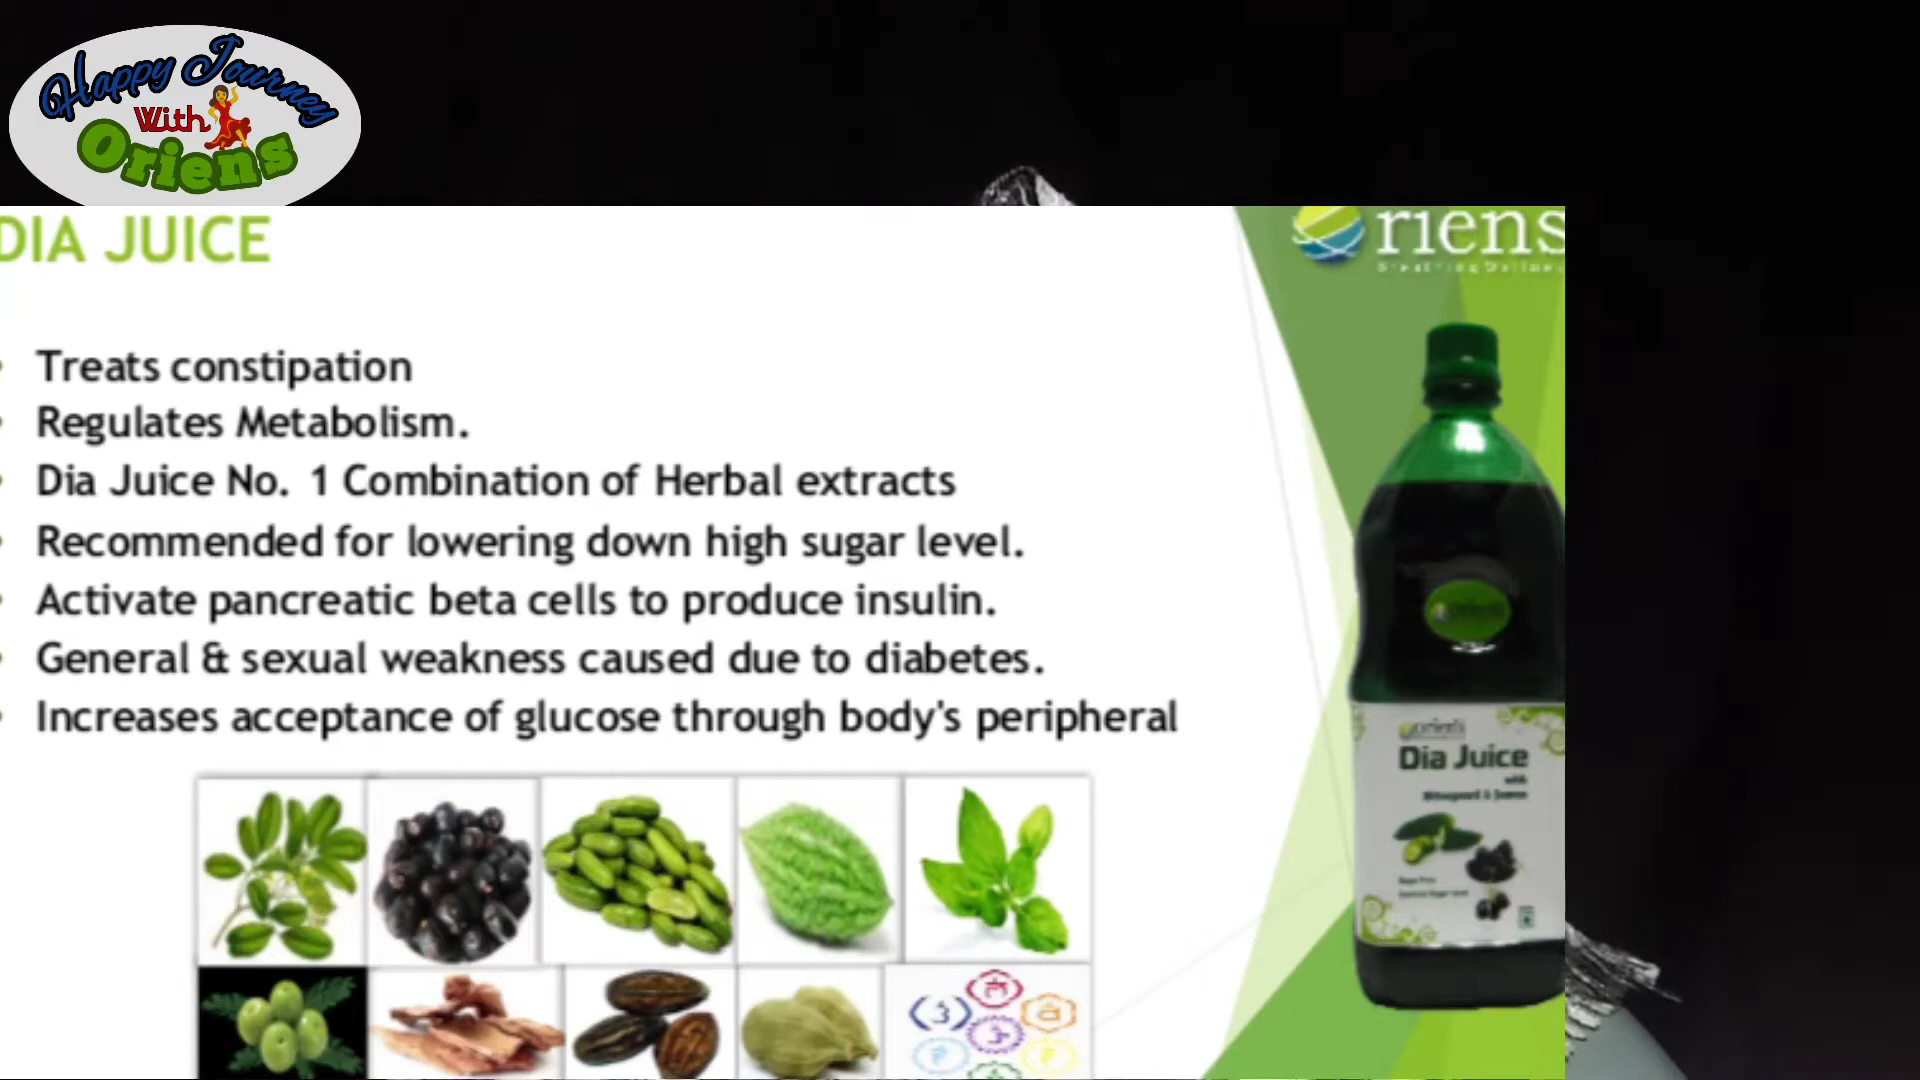 Happy Journey
With
Oriens
DIA JUICE
riens
• Treats constipation
• Regulates Metabolism.
• Dia Juice No. 1 Combination of Herbal extracts
• Recommended for lowering down high sugar level.
• Activate pancreatic beta cells to produce insulin.
• General & sexual weakness caused due to diabetes.
• Increases acceptance of glucose through body's peripheral
oriens
Dia Juice
with